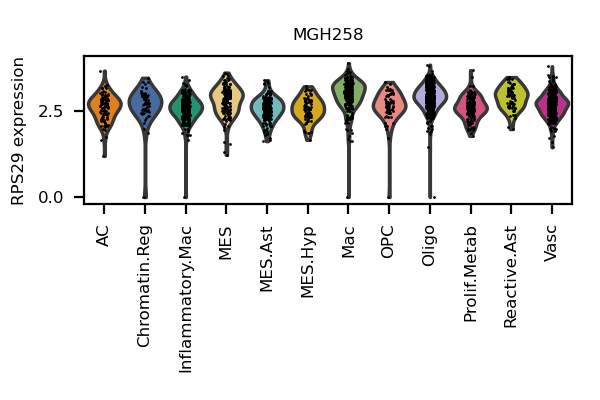 MGH258
RPS29 expression
2.5
0.0
AC
Chromatin.Reg
Inflammatory.Mac
MES
MES.Ast
MES.Hyp
Mac
OPC
Oligo
Prolif.Metab
Reactive.Ast
Vasc